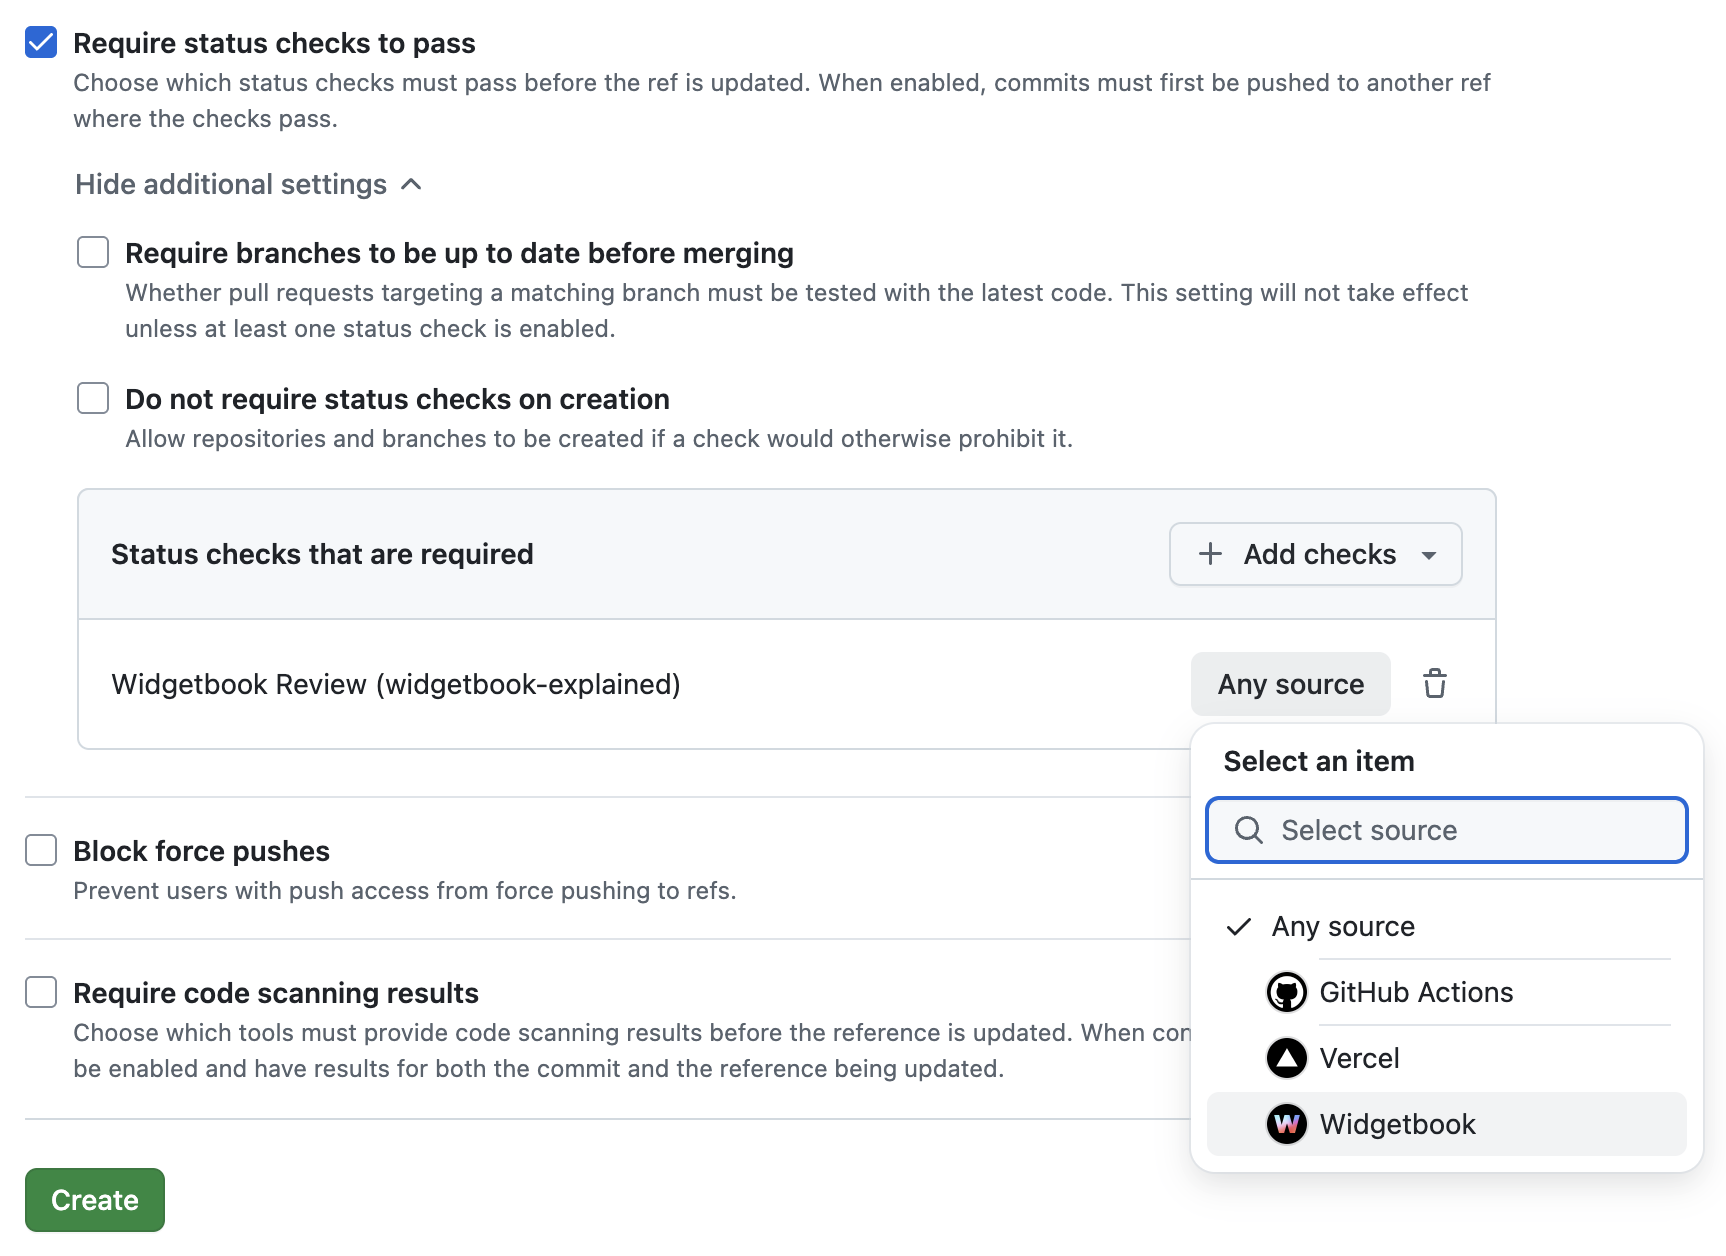 Require status checks to pass
Choose which status checks must pass before the ref is updated. When enabled, commits must first be pushed to another ref
where the checks pass.
Hide additional settings
Require branches to be up to date before merging
Whether pull requests targeting a matching branch must be tested with the latest code. This setting will not take effect
unless at least one status check is enabled.
Do not require status checks on creation
Allow repositories and branches to be created if a check would otherwise prohibit it.
Status checks that are required
Add checks
Widgetbook Review (widgetbook-explained)
Any source
Select an item
Select source
Any source
GitHub Actions
Vercel
W Widgetbook
Block force pushes
Prevent users with push access from force pushing to refs.
Require code scanning results
Choose which tools must provide code scanning results before the reference is updated. When con
be enabled and have results for both the commit and the reference being updated.
Create